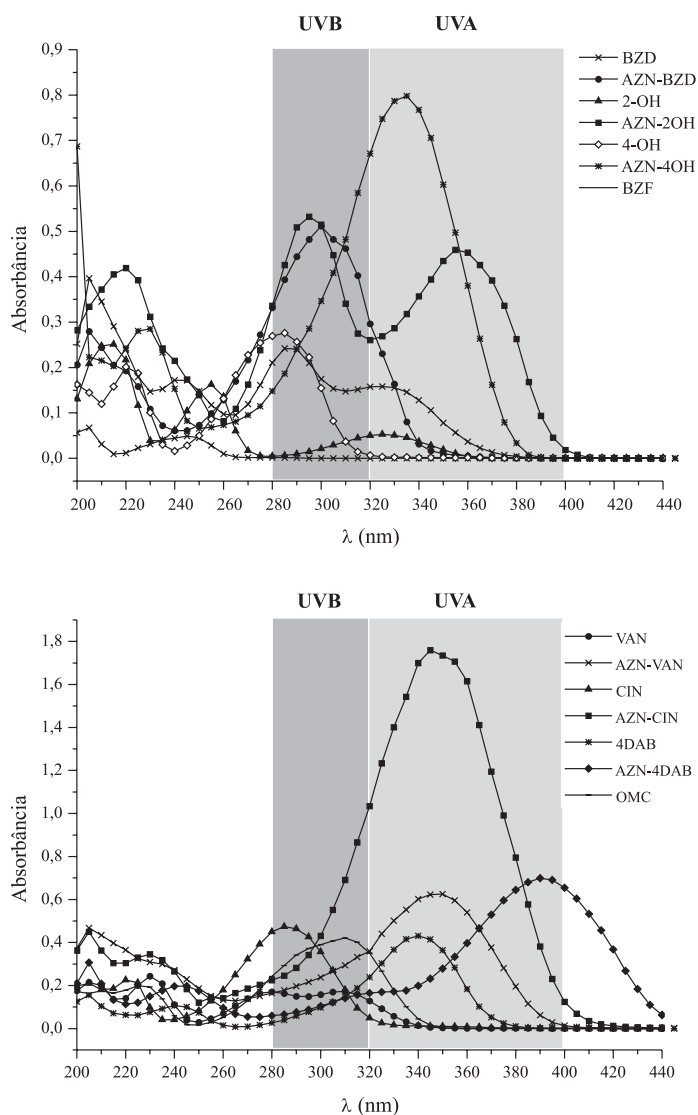 UVB UVA
0,9
0,8
0,7
0,6
0,5
0,4
0,3
0,2
0,1
0,0
Absorbância
200 220 240 260 280 300 320 340 360 380 400 420 440
λ (nm)
BZD
AZN-BZD
2-OH
AZN-2OH
4-OH
AZN-4OH
BZF
UVB UVA
1,8
1,6
1,4
1,2
1,0
0,8
0,6
0,4
0,2
0,0
Absorbância
200 220 240 260 280 300 320 340 360 380 400 420 440
λ (nm)
VAN
AZN-VAN
CIN
AZN-CIN
4DAB
AZN-4DAB
OMC